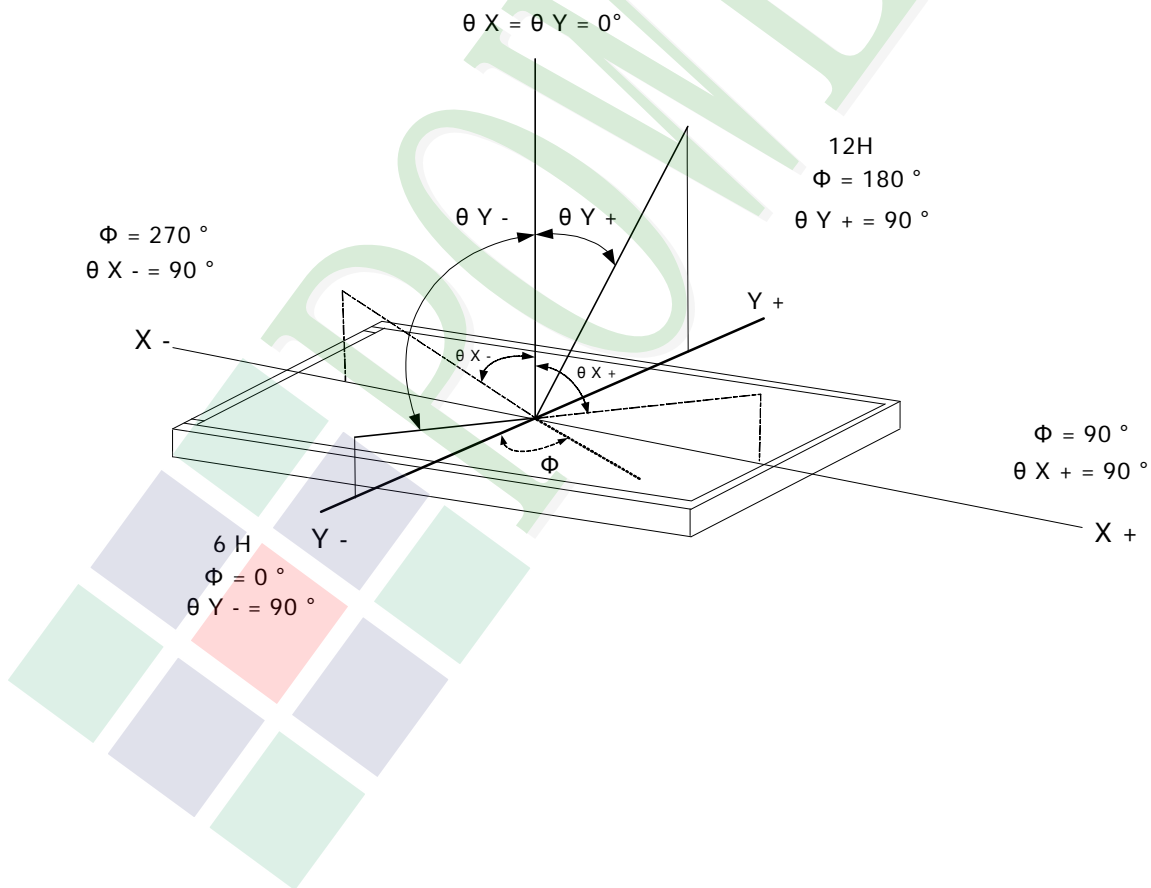 θ X = θ Y = 0°
12H
Φ = 180 °
θ Y + = 90 °
θ Y -
θ Y +
Φ = 270 °
θ X - = 90 °
Y +
X -
θ X -
θ X +
Φ = 90 °
θ X + = 90 °
Φ
X +
Y -
6 H
Φ = 0 °
θ Y - = 90 °